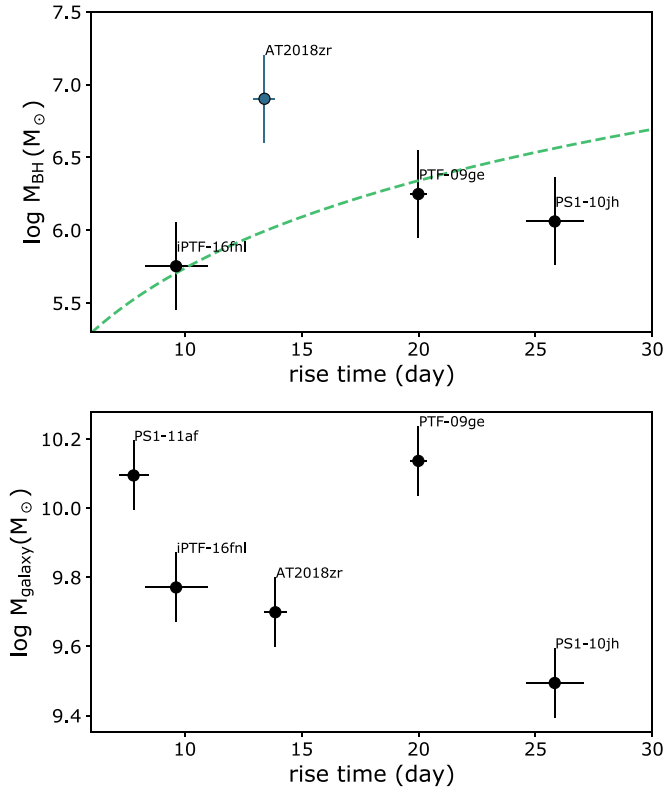 7.5
AT2018zr
7.0
6.5
PTF-09ge
PS1-10jh
6.0
iPTF-16fnl
5.5
10 15 20 25 30
log M_BH (M_⊙)
rise time (day)
10.2
PS1-11af
PTF-09ge
10.0
iPTF-16fnl
9.8
AT2018zr
9.6
PS1-10jh
9.4
10 15 20 25 30
log M_galaxy (M_⊙)
rise time (day)